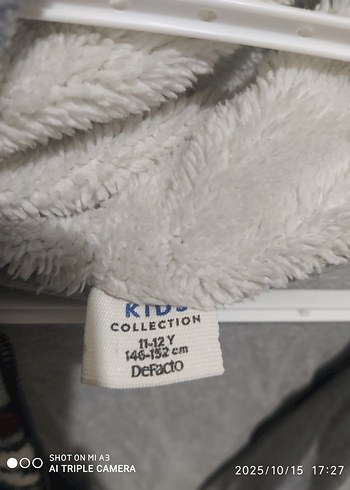 KIDS
COLLECTION
11-12 Y
146-152 cm
DeFacto
SHOT ON MI A3
AI TRIPLE CAMERA
2025/10/15 17:27